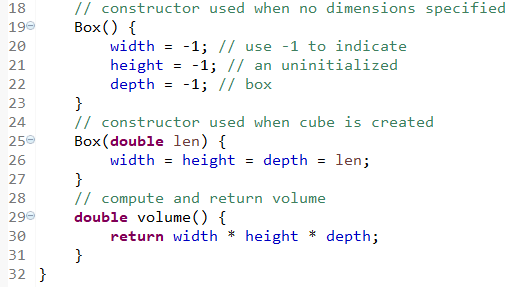 18 // constructor used when no dimensions specified
19 Box() {
20 width = -1; // use -1 to indicate
21 height = -1; // an uninitialized
22 depth = -1; // box
23 }
24 // constructor used when cube is created
25 Box(double len) {
26 width = height = depth = len;
27 }
28 // compute and return volume
29 double volume() {
30 return width * height * depth;
31 }
32 }